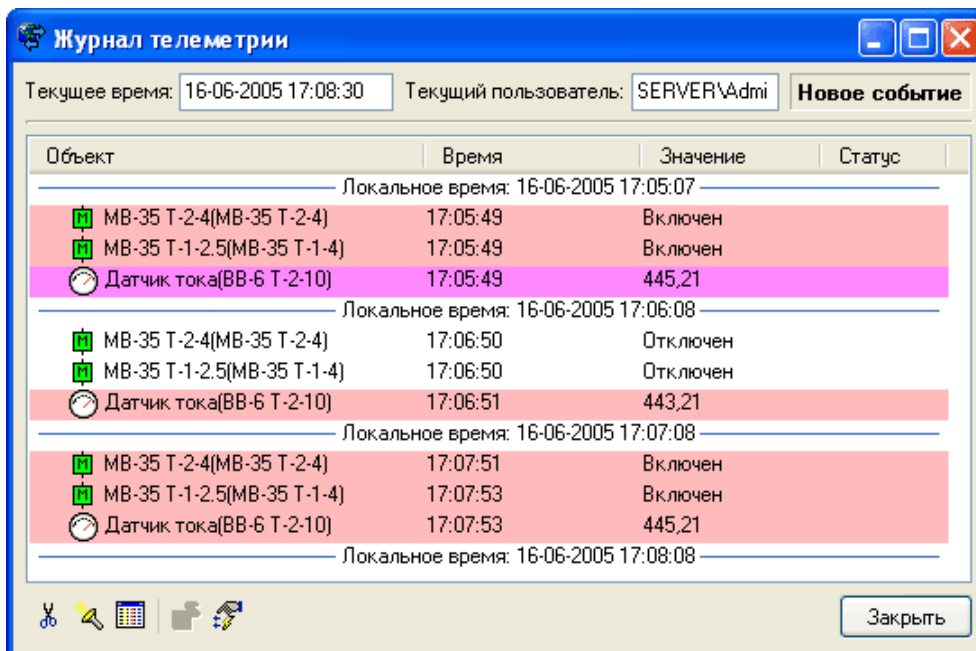 Журнал телеметрии
Текущее время: 16-06-2005 17:08:30 Текущий пользователь: SERVER\Admi Новое событие
Объект Время Значение Статус
Локальное время: 16-06-2005 17:05:07
МВ-35 Т-2-4(МВ-35 Т-2-4) 17:05:49 Включен
МВ-35 Т-1-2.5(МВ-35 Т-1-4) 17:05:49 Включен
Датчик тока(ВВ-6 Т-2-10) 17:05:49 445,21
Локальное время: 16-06-2005 17:06:08
МВ-35 Т-2-4(МВ-35 Т-2-4) 17:06:50 Отключен
МВ-35 Т-1-2.5(МВ-35 Т-1-4) 17:06:50 Отключен
Датчик тока(ВВ-6 Т-2-10) 17:06:51 443,21
Локальное время: 16-06-2005 17:07:08
МВ-35 Т-2-4(МВ-35 Т-2-4) 17:07:51 Включен
МВ-35 Т-1-2.5(МВ-35 Т-1-4) 17:07:53 Включен
Датчик тока(ВВ-6 Т-2-10) 17:07:53 445,21
Локальное время: 16-06-2005 17:08:08
Закрыть